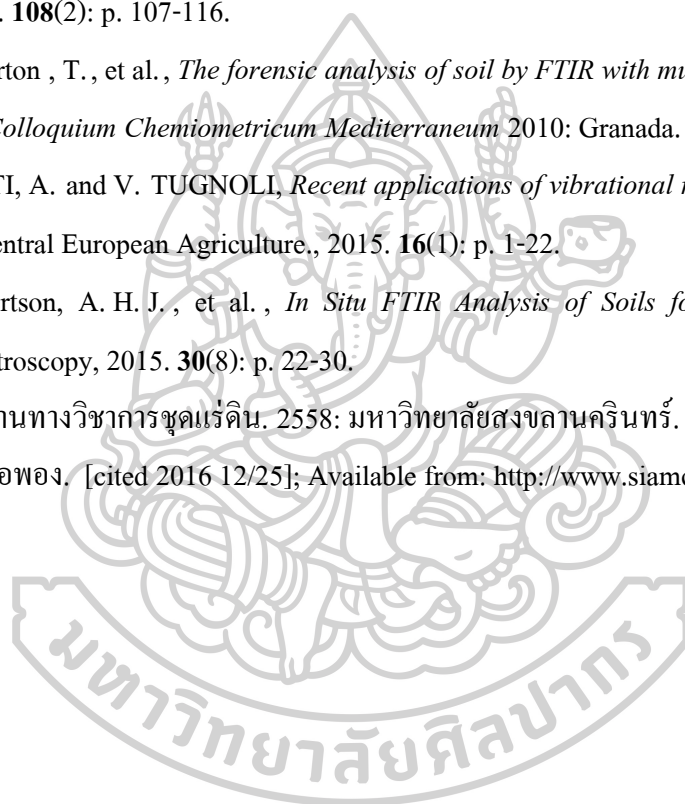 . 108(2): p. 107-116.
rton , T., et al., The forensic analysis of soil by FTIR with mu
Colloquium Chemiometricum Mediterraneum 2010: Granada.
TI, A. and V. TUGNOLI, Recent applications of vibrational
entral European Agriculture., 2015. 16(1): p. 1-22.
rtson, A. H. J. , et al. , In Situ FTIR Analysis of Soils fo
troscopy, 2015. 30(8): p. 22-30.
านทางวิชาการชุดแร่ดิน. 2558: มหาวิทยาลัยสงขลานครินทร์.
อพอง. [cited 2016 12/25]; Available from: http://www.siamc
มหาวิทยาลัยศิลปากร